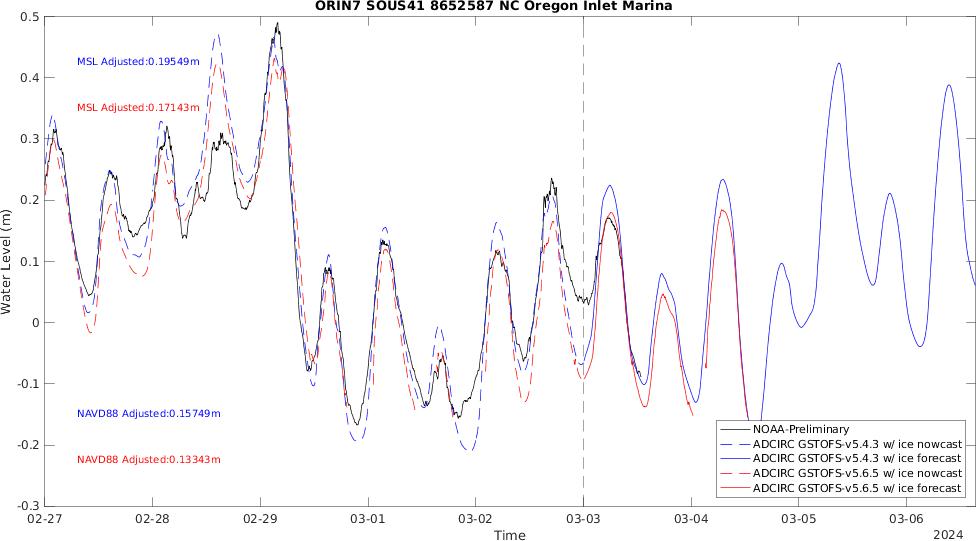 ORIN7 SOUS41 8652587 NC Oregon Inlet Marina
0.5
0.4
0.3
0.2
0.1
0
-0.1
-0.2
-0.3
Water Level (m)
MSL Adjusted:0.19549m
MSL Adjusted:0.17143m
NAVD88 Adjusted:0.15749m
NAVD88 Adjusted:0.13343m
NOAA-Preliminary
ADCIRC GSTOFS-v5.4.3 w/ ice nowcast
ADCIRC GSTOFS-v5.4.3 w/ ice forecast
ADCIRC GSTOFS-v5.6.5 w/ ice nowcast
ADCIRC GSTOFS-v5.6.5 w/ ice forecast
02-27 02-28 02-29 03-01 03-02 03-03 03-04 03-05 03-06
Time
2024